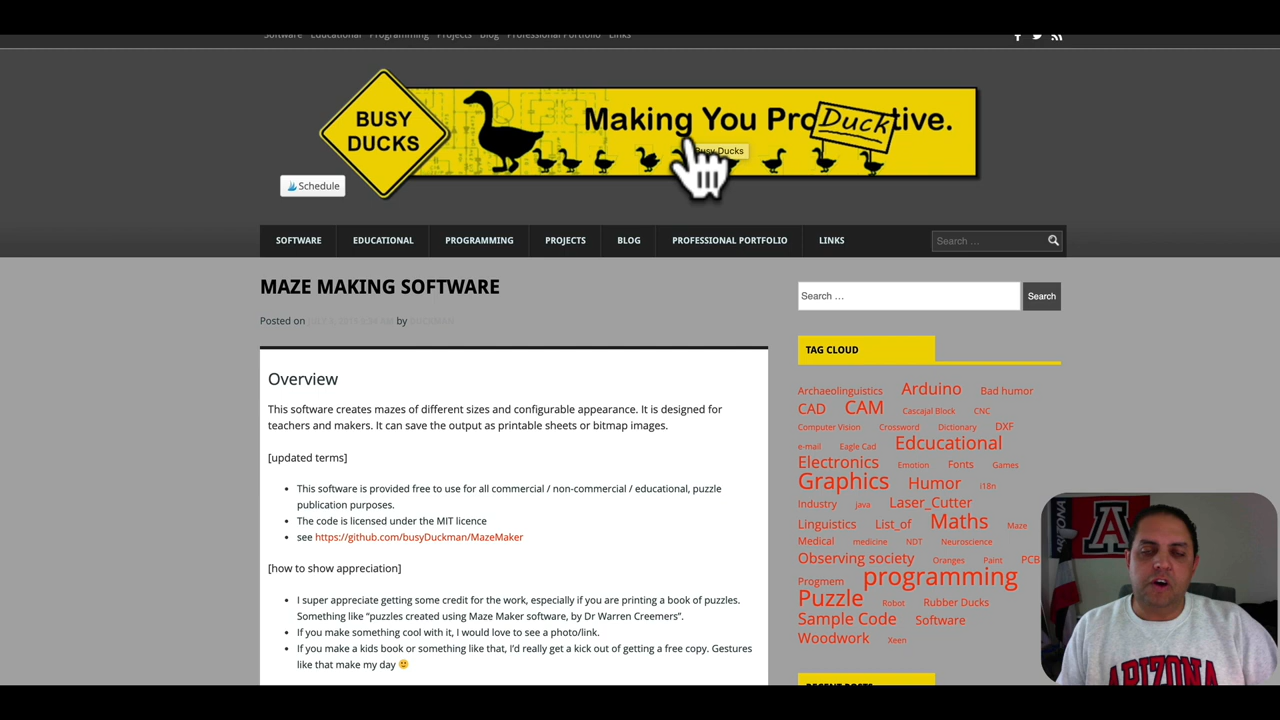 Software Educational Programming Projects Blog Professional Portfolio Links
BUSY
DUCKS
Making You ProDucktive.
Busy Ducks
Schedule
SOFTWARE EDUCATIONAL PROGRAMMING PROJECTS BLOG PROFESSIONAL PORTFOLIO LINKS Search …
MAZE MAKING SOFTWARE
Posted on by
Overview
This software creates mazes of different sizes and configurable appearance. It is designed for
teachers and makers. It can save the output as printable sheets or bitmap images.
[updated terms]
• This software is provided free to use for all commercial / non-commercial / educational, puzzle
publication purposes.
• The code is licensed under the MIT licence
• see https://github.com/busyDuckman/MazeMaker
[how to show appreciation]
• I super appreciate getting some credit for the work, especially if you are printing a book of puzzles.
Something like “puzzles created using Maze Maker software, by Dr Warren Creemers”.
• If you make something cool with it, I would love to see a photo/link.
• If you make a kids book or something like that, I’d really get a kick out of getting a free copy. Gestures
like that make my day 🙂
Search … Search
TAG CLOUD
Archaeolinguistics Arduino Bad humor
CAD CAM Cascajal Block CNC
Computer Vision Crossword Dictionary DXF
e-mail Eagle Cad Edcucational
Electronics Emotion Fonts Games
Graphics Humor i18n
Industry java Laser_Cutter
Linguistics List_of Maths Maze
Medical medicine NDT Neuroscience
Observing society Oranges Paint PCB
Progmem programming
Puzzle Robot Rubber Ducks
Sample Code Software
Woodwork Xeen
RECENT POSTS
ARIZONA
A
ARIZONA